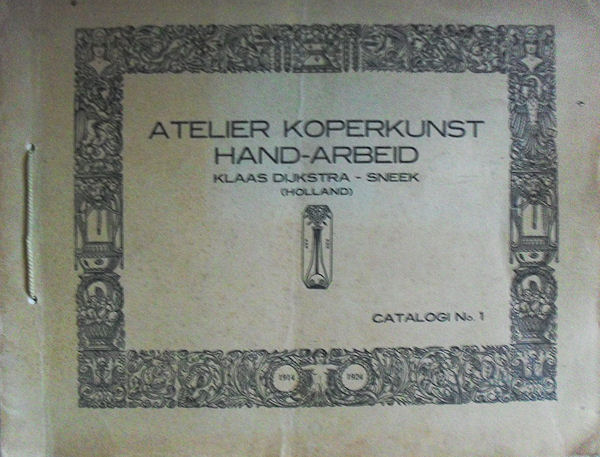 ATELIER KOPERKUNST
HAND-ARBEID
KLAAS DIJKSTRA - SNEEK
(HOLLAND)
CATALOGI No. 1
1914 1924